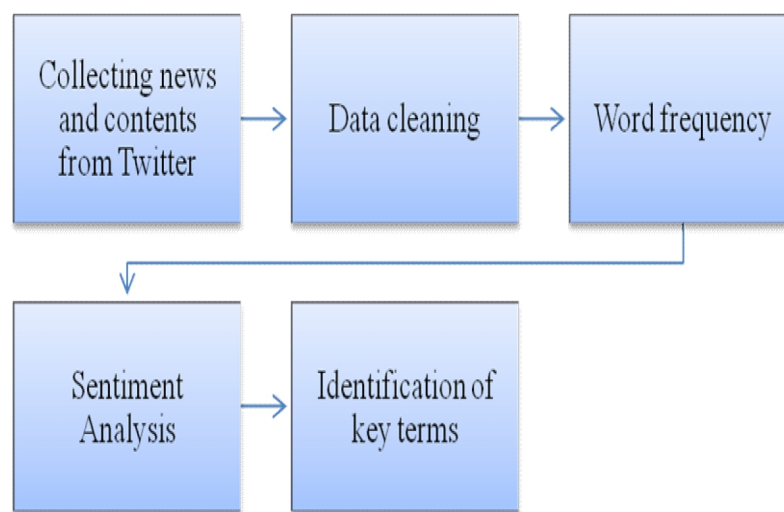 Collecting news
and contents
from Twitter
Data cleaning
Word frequency
Sentiment
Analysis
Identification of
key terms